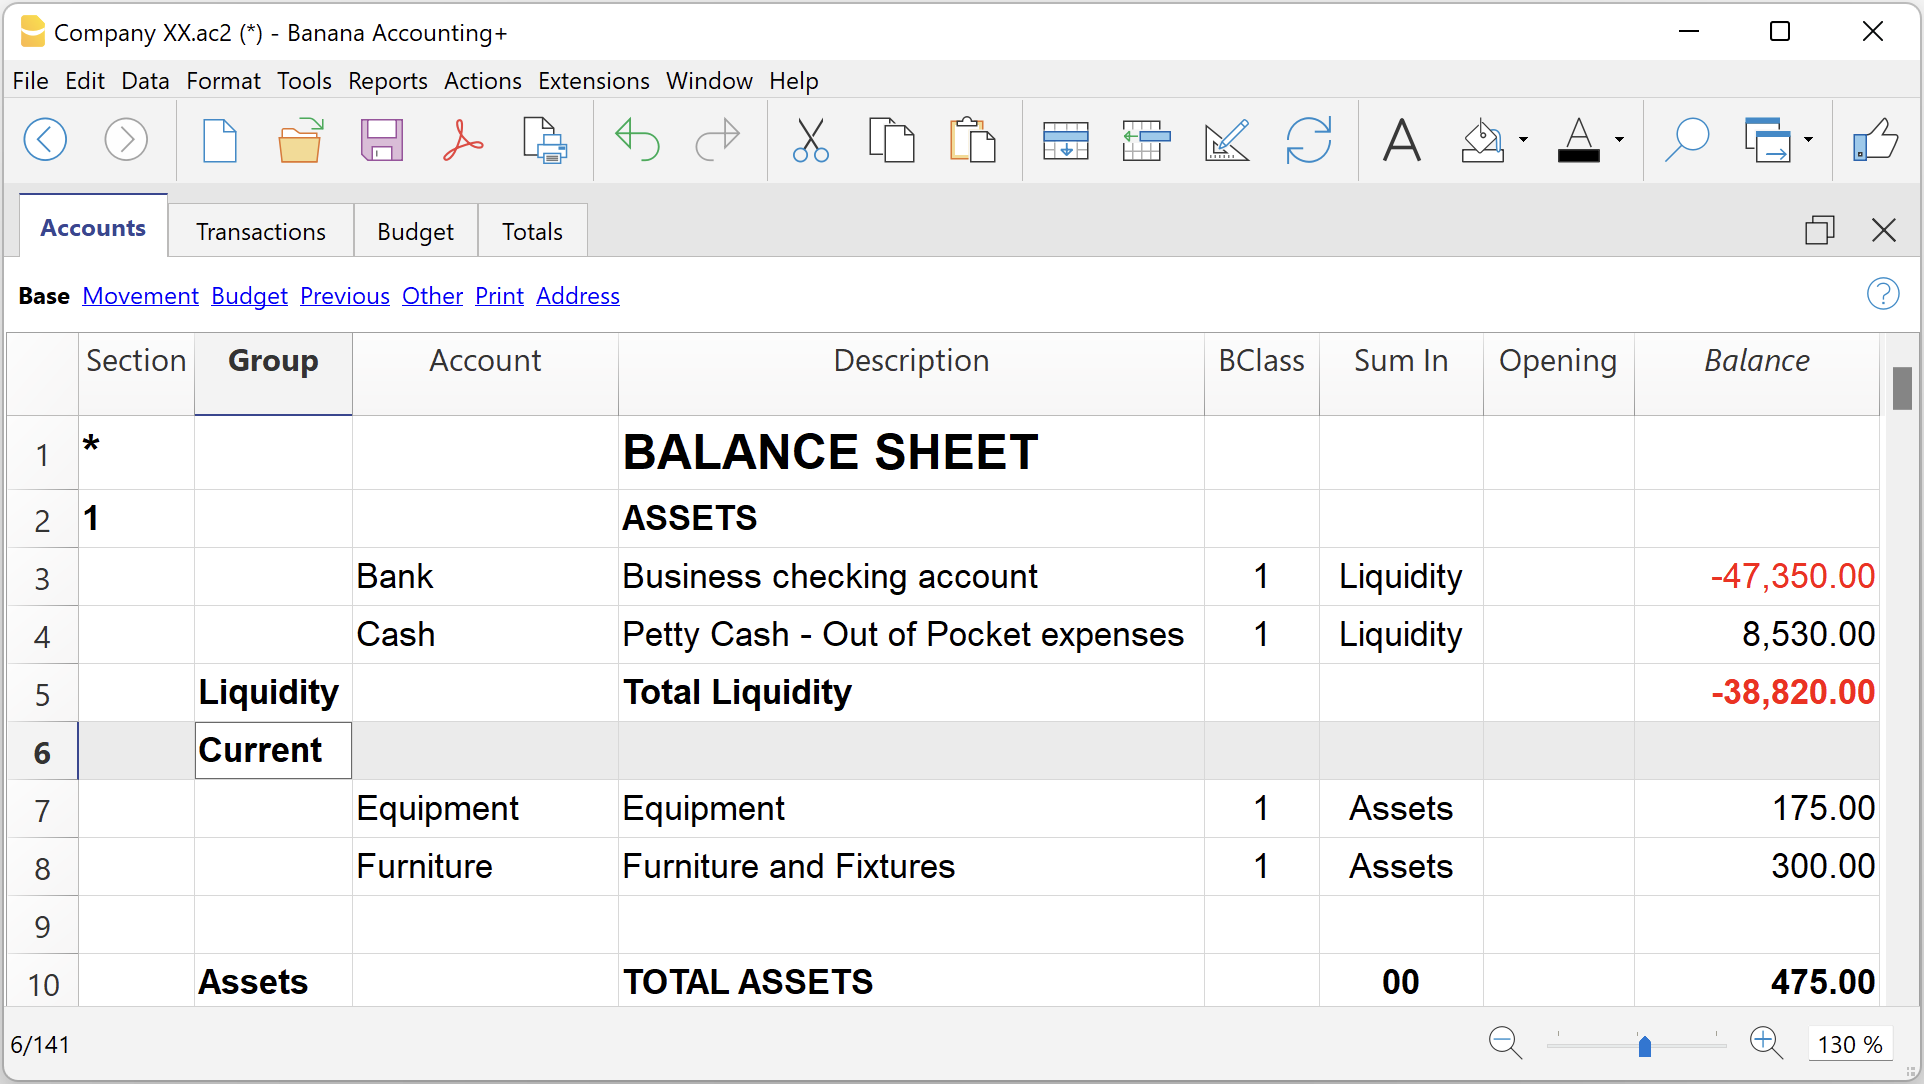 Company XX.ac2 (*) - Banana Accounting+
File Edit Data Format Tools Reports Actions Extensions Window Help
Accounts Transactions Budget Totals
Base Movement Budget Previous Other Print Address
Section Group Account Description BClass Sum In Opening Balance
1 * BALANCE SHEET
2 1 ASSETS
3 Bank Business checking account 1 Liquidity -47,350.00
4 Cash Petty Cash - Out of Pocket expenses 1 Liquidity 8,530.00
5 Liquidity Total Liquidity -38,820.00
6 Current
7 Equipment Equipment 1 Assets 175.00
8 Furniture Furniture and Fixtures 1 Assets 300.00
9
10 Assets TOTAL ASSETS 00 475.00
6/141 130 %